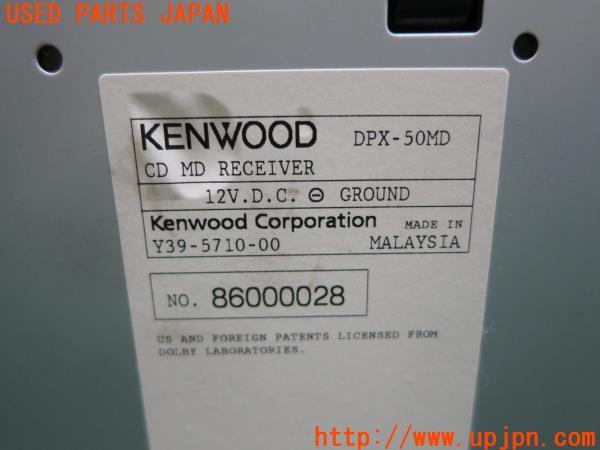 USED PARTS JAPAN
KENWOOD DPX-50MD
CD MD RECEIVER
12V.D.C. ⊖ GROUND
Kenwood Corporation MADE IN
Y39-5710-00 MALAYSIA
NO. 86000028
US AND FOREIGN PATENTS LICENSED FROM
DOLBY LABORATORIES.
http://www.upjpn.com/